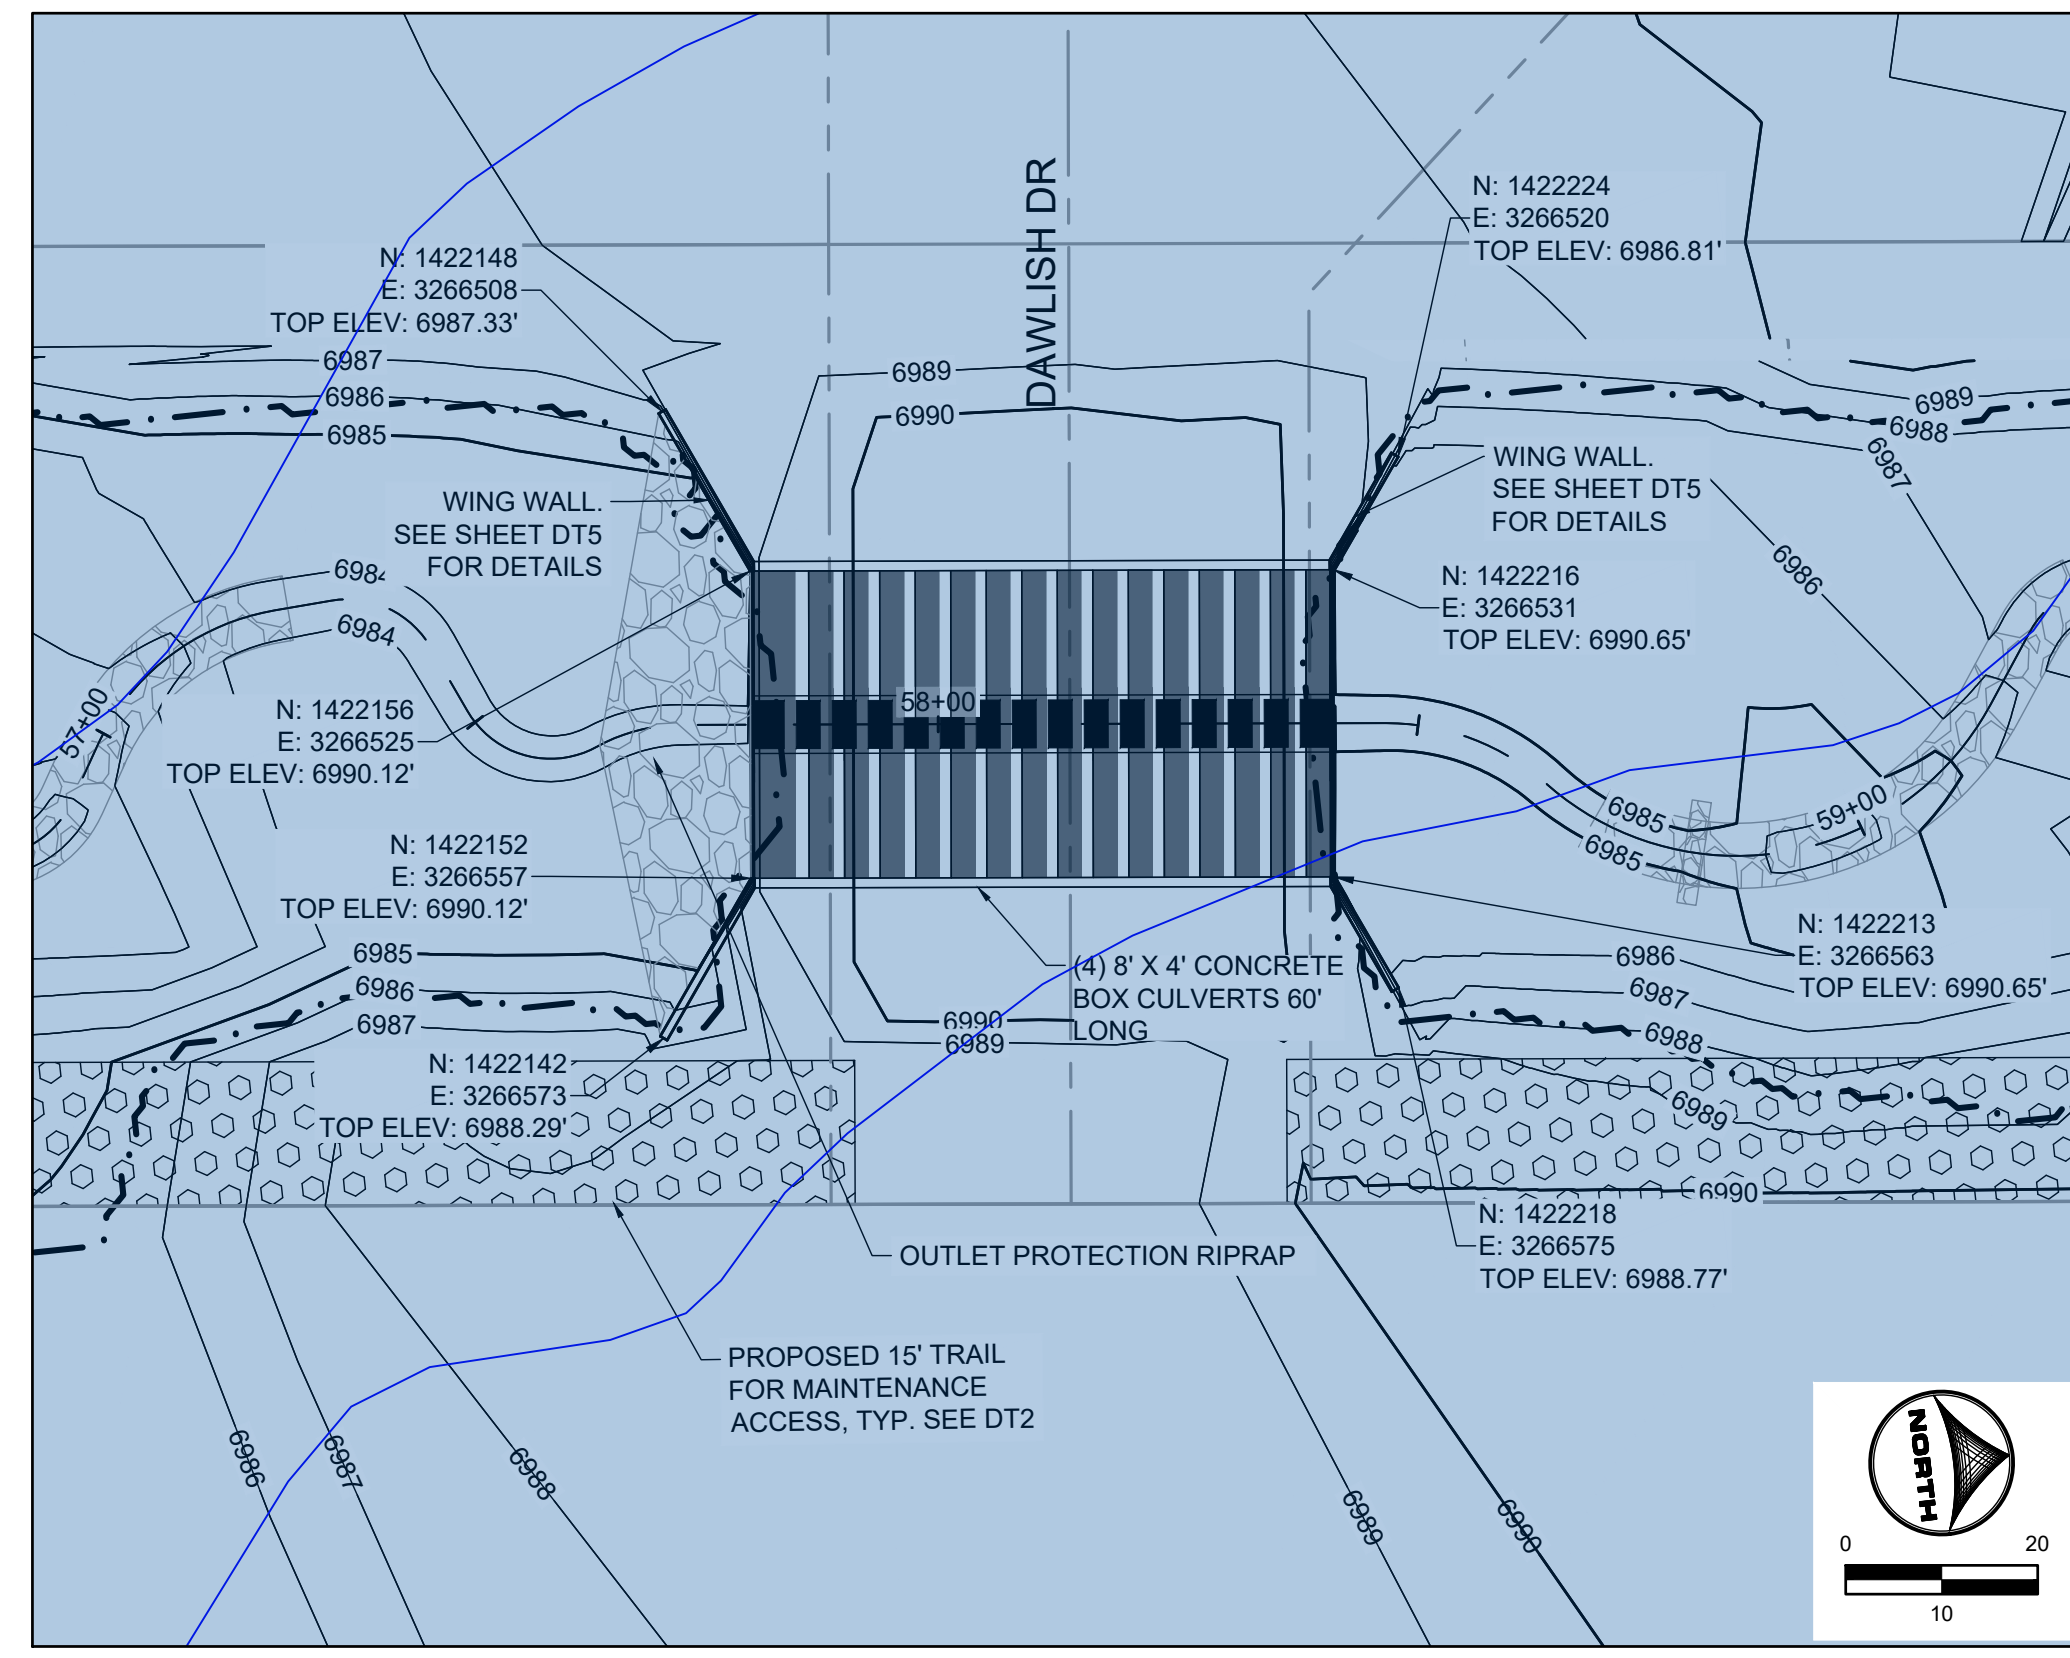 DAWLISH DR
N: 1422224
E: 3266520
TOP ELEV: 6986.81'
N: 1422148
E: 3266508
TOP ELEV: 6987.33'
6987
6986
6985
6989
6990
6989
6988
6987
6986
WING WALL.
SEE SHEET DT5
FOR DETAILS
WING WALL.
SEE SHEET DT5
FOR DETAILS
6984
6984
N: 1422216
E: 3266531
TOP ELEV: 6990.65'
57+00
58+00
59+00
N: 1422156
E: 3266525
TOP ELEV: 6990.12'
6985
6985
N: 1422152
E: 3266557
TOP ELEV: 6990.12'
N: 1422213
E: 3266563
TOP ELEV: 6990.65'
6985
6986
6987
(4) 8' X 4' CONCRETE
BOX CULVERTS 60'
LONG
6990
6989
6986
6987
6988
6989
6990
N: 1422142
E: 3266573
TOP ELEV: 6988.29'
N: 1422218
E: 3266575
TOP ELEV: 6988.77'
OUTLET PROTECTION RIPRAP
PROPOSED 15' TRAIL
FOR MAINTENANCE
ACCESS, TYP. SEE DT2
6986
6987
6988
6989
6990
NORTH
0
20
10